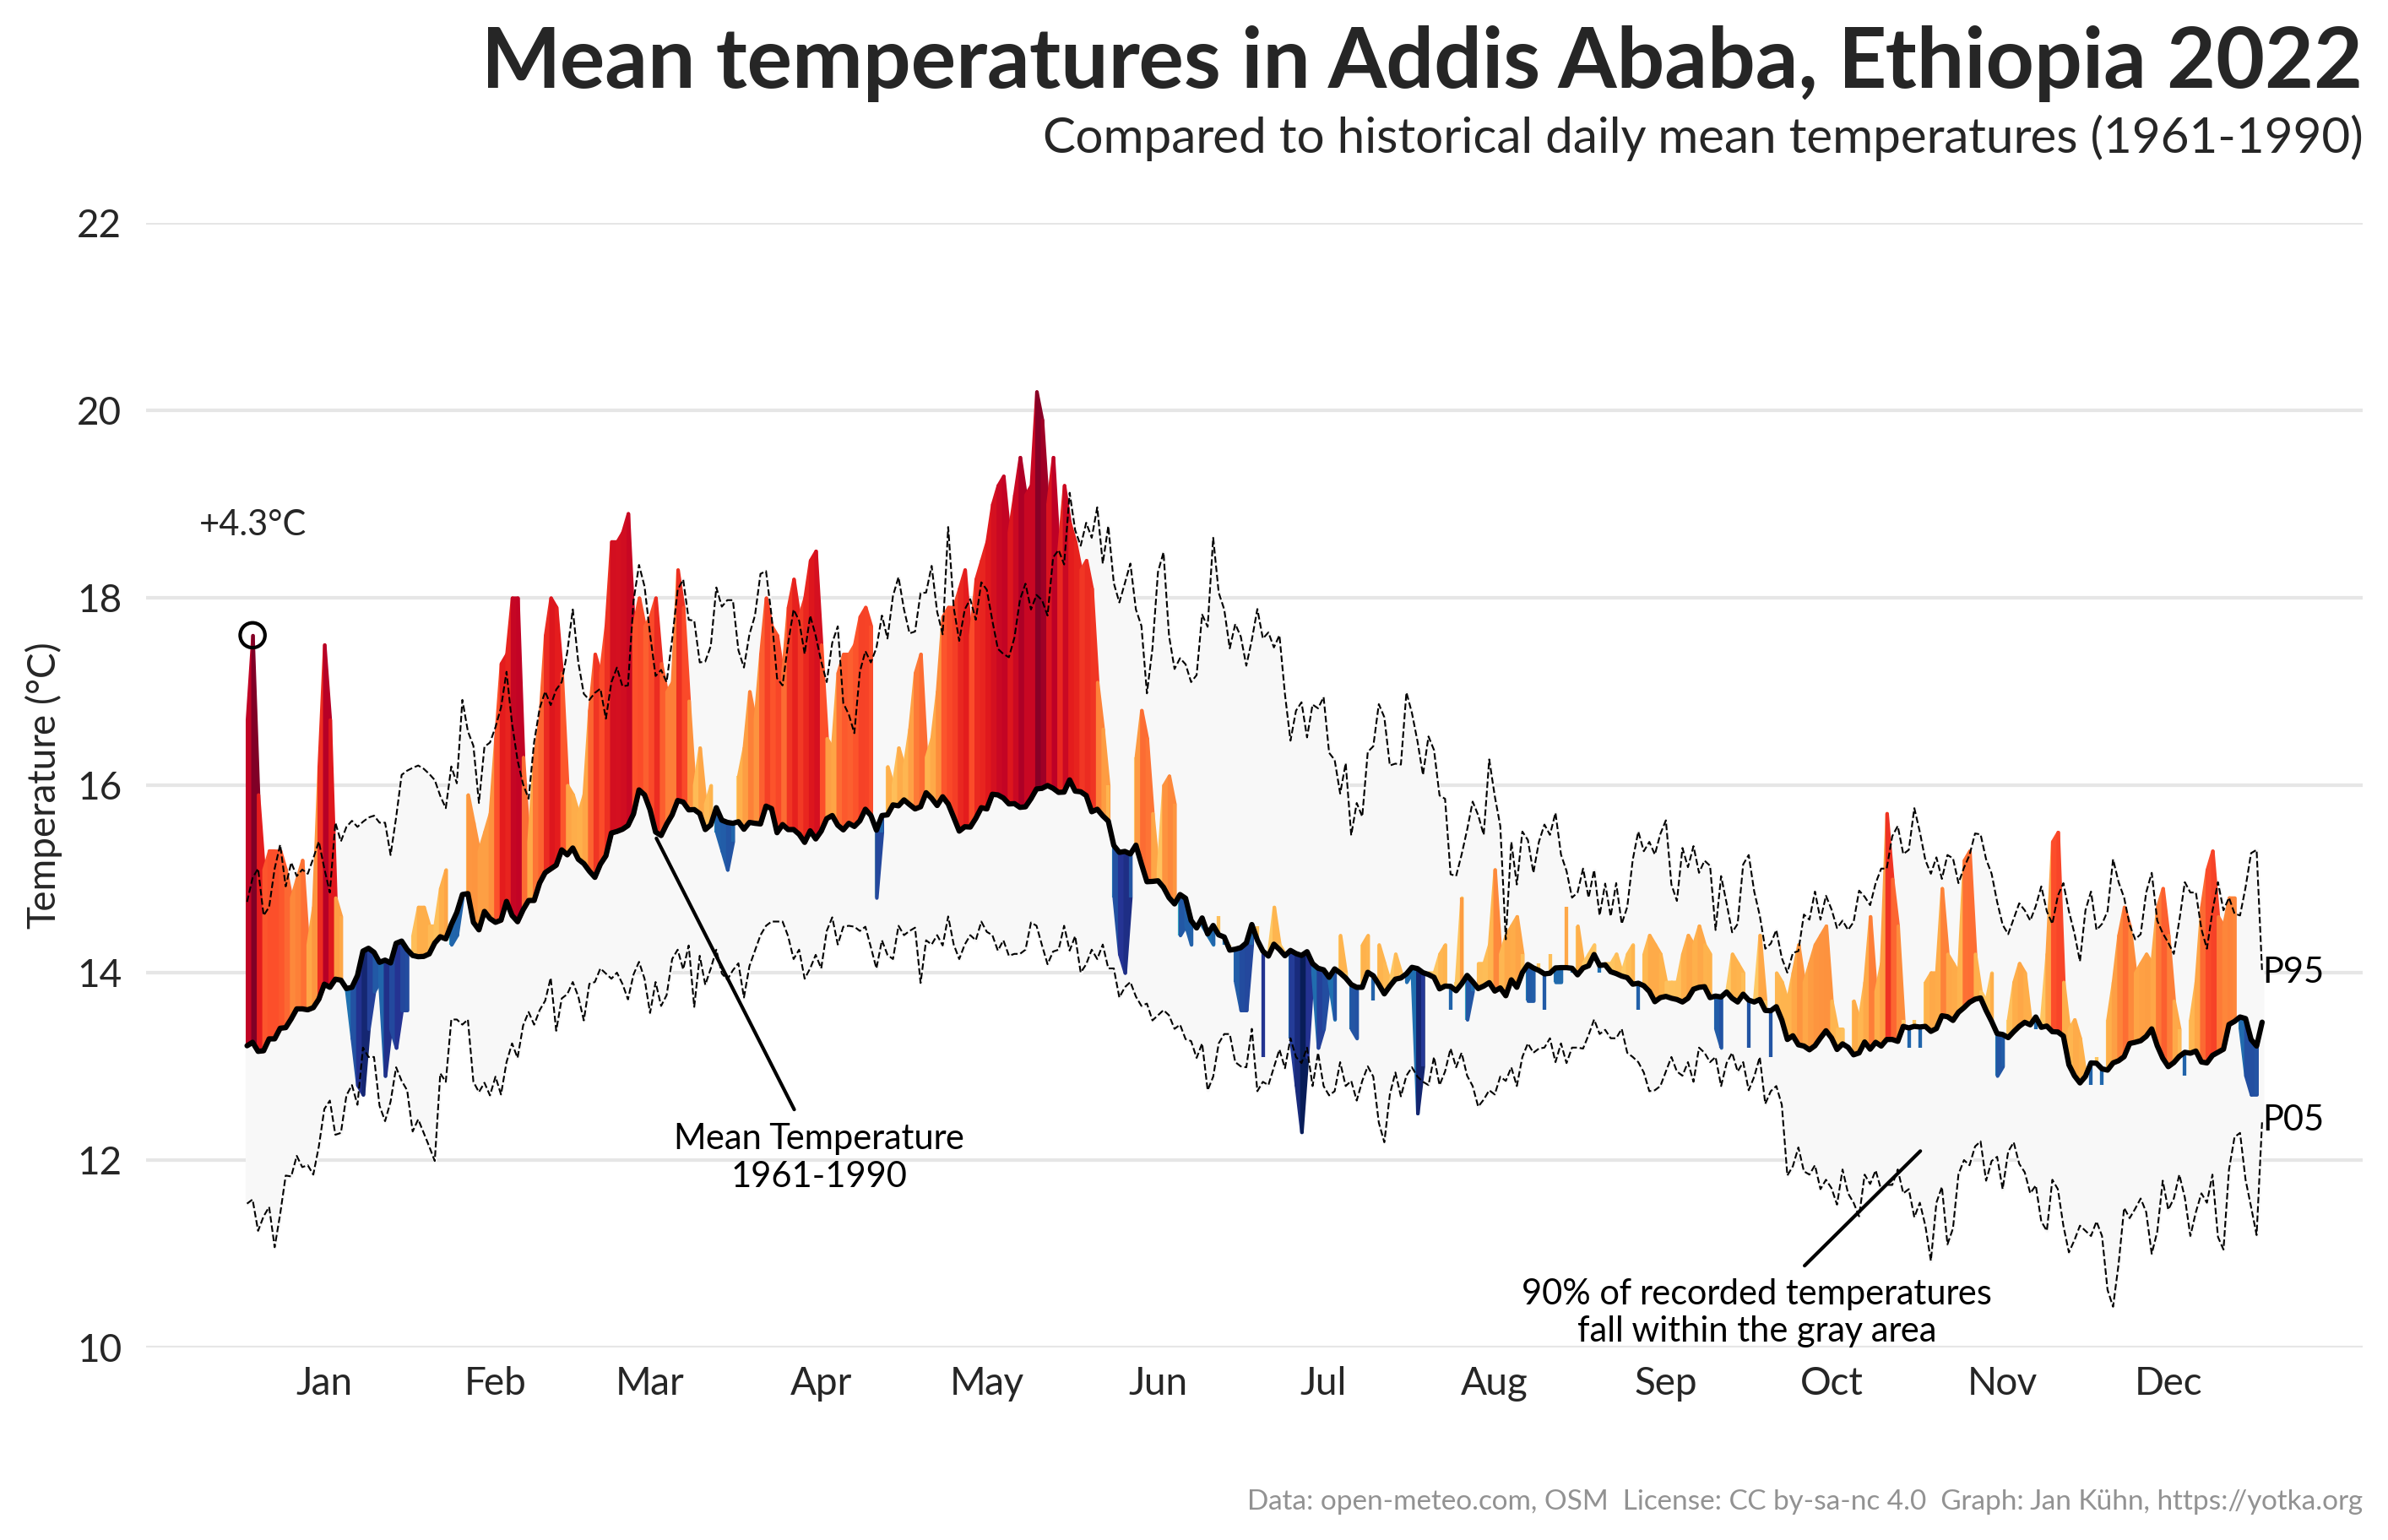 Mean temperatures in Addis Ababa, Ethiopia 2022
Compared to historical daily mean temperatures (1961-1990)
22
20
+4.3°C
18
Temperature (°C)
16
14
P95
P05
Mean Temperature
1961-1990
12
90% of recorded temperatures
fall within the gray area
10
Jan Feb Mar Apr May Jun Jul Aug Sep Oct Nov Dec
Data: open-meteo.com, OSM  License: CC by-sa-nc 4.0  Graph: Jan Kühn, https://yotka.org